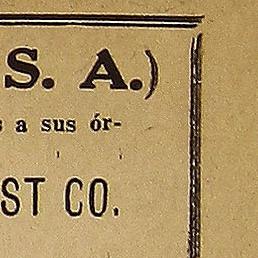 S. A.)
s a sus ór-
ST CO.